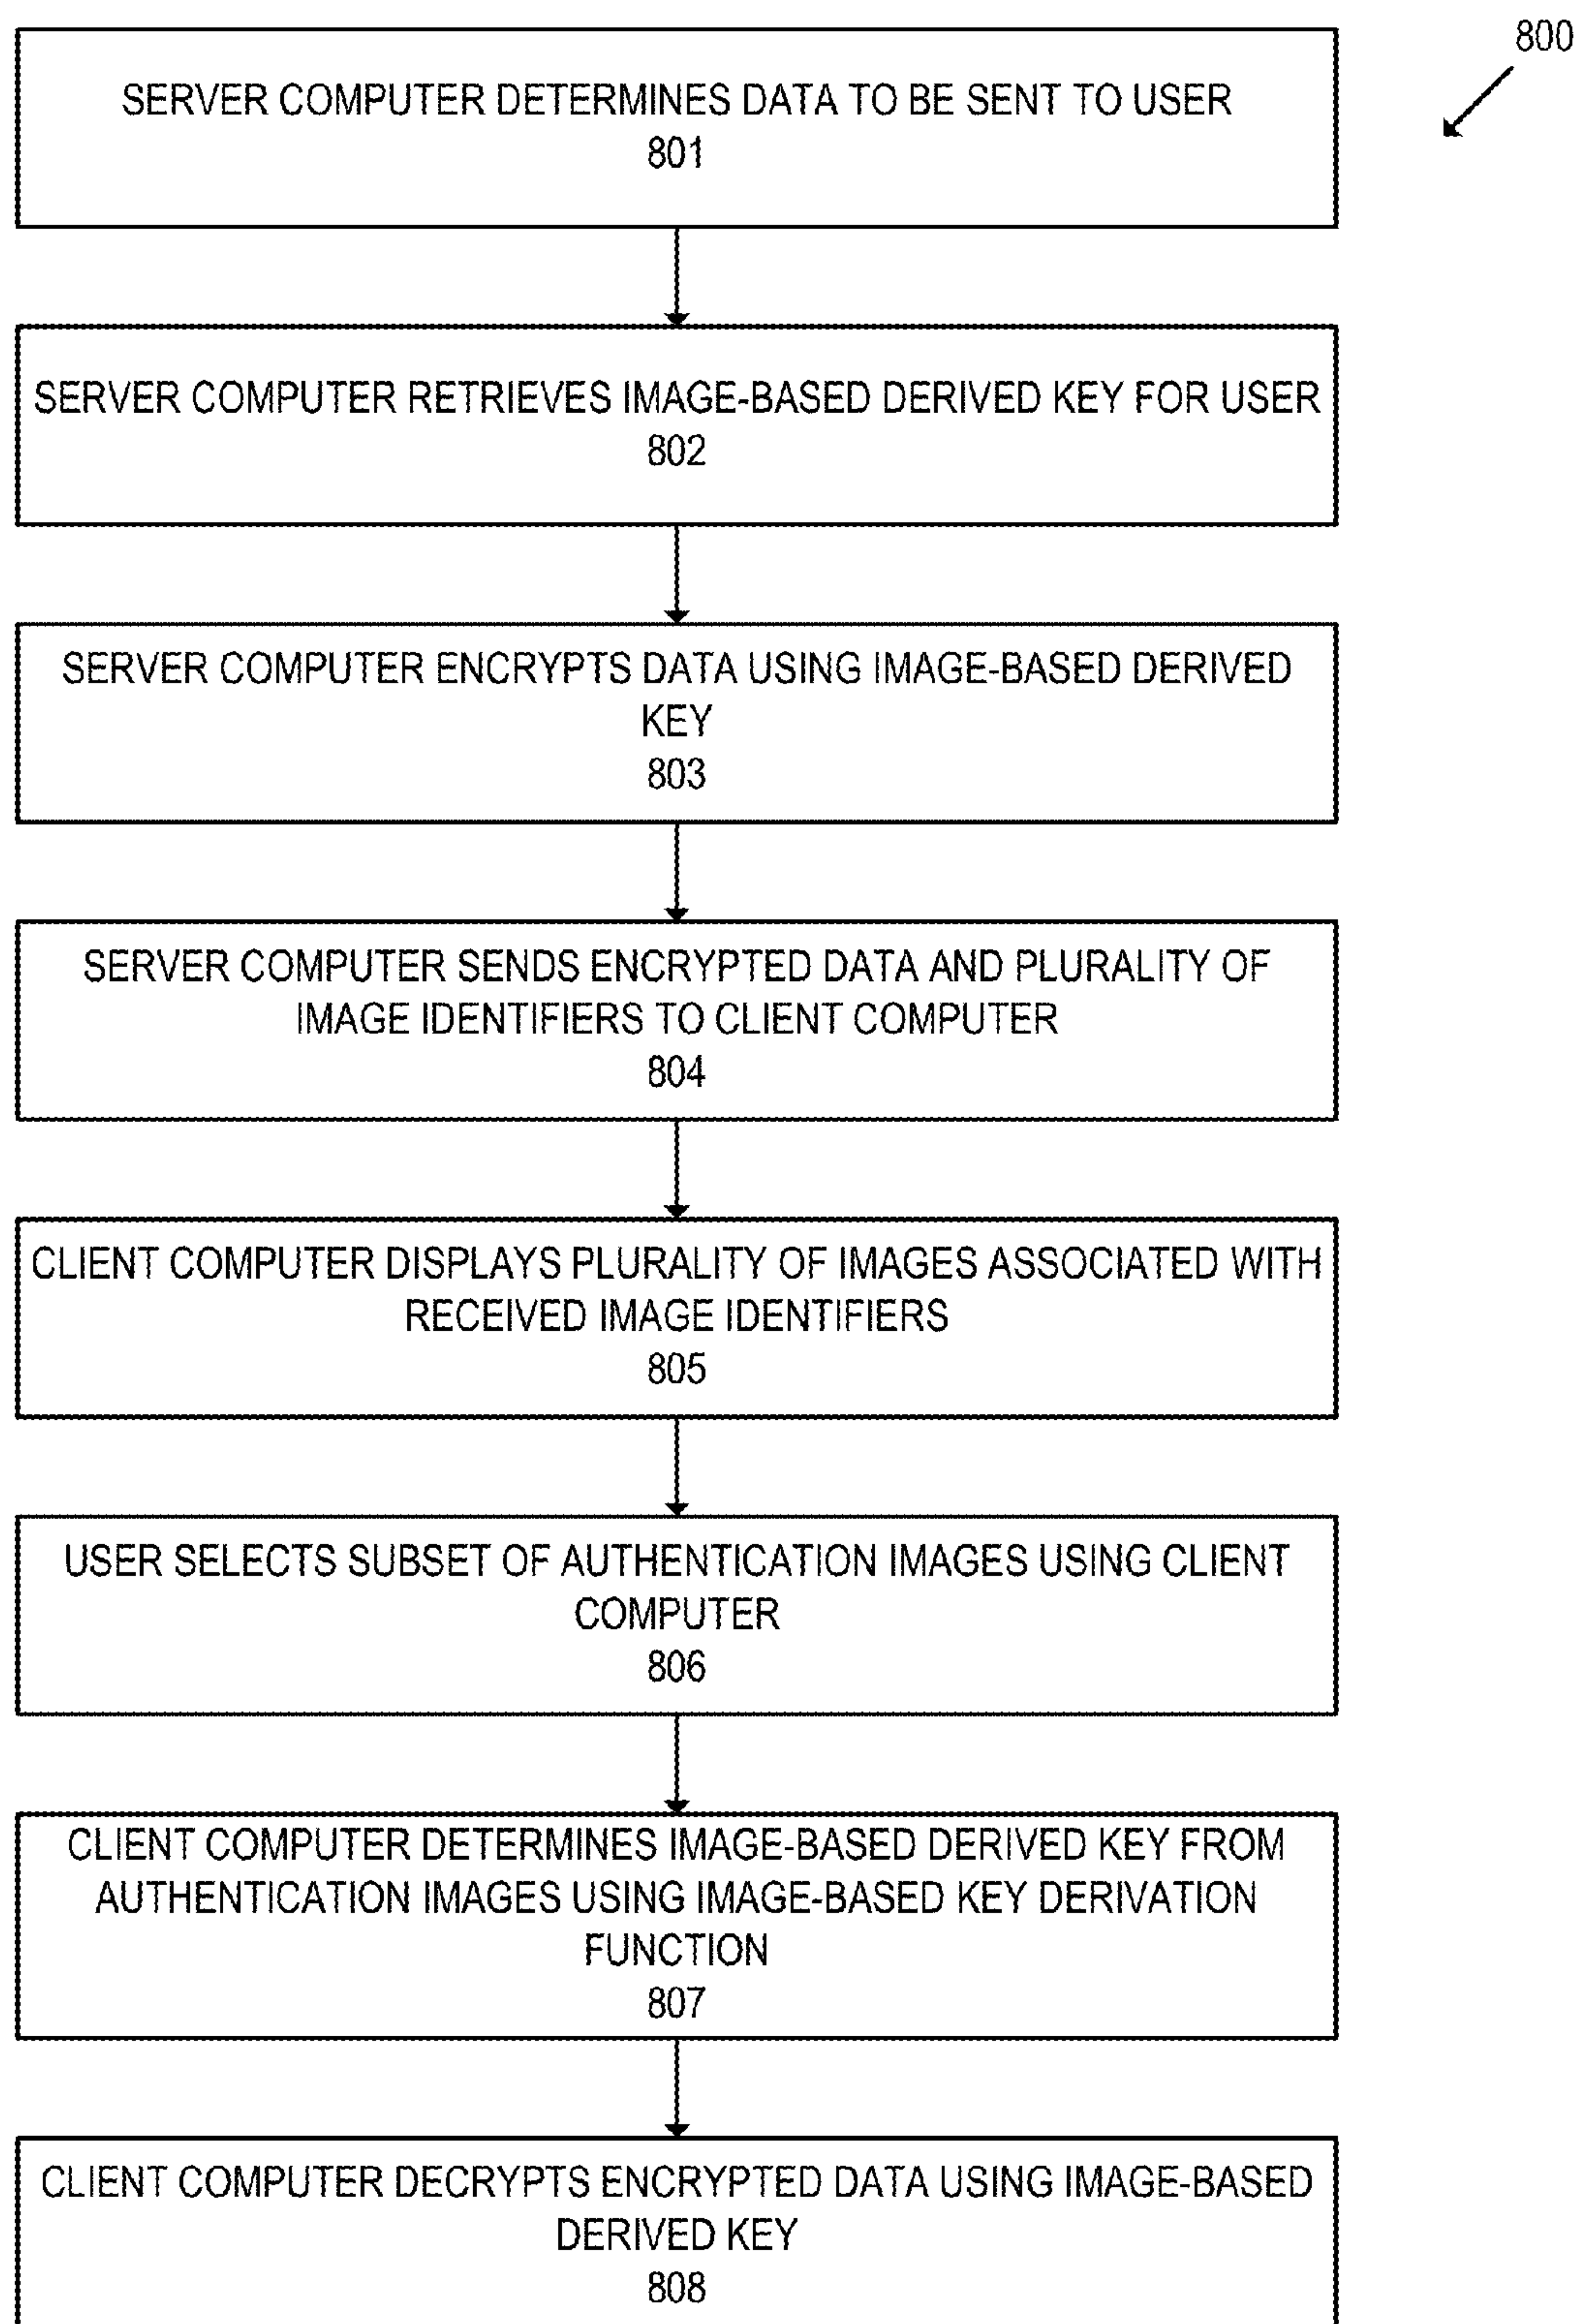 800
SERVER COMPUTER DETERMINES DATA TO BE SENT TO USER
801
SERVER COMPUTER RETRIEVES IMAGE-BASED DERIVED KEY FOR USER
802
SERVER COMPUTER ENCRYPTS DATA USING IMAGE-BASED DERIVED
KEY
803
SERVER COMPUTER SENDS ENCRYPTED DATA AND PLURALITY OF
IMAGE IDENTIFIERS TO CLIENT COMPUTER
804
CLIENT COMPUTER DISPLAYS PLURALITY OF IMAGES ASSOCIATED WITH
RECEIVED IMAGE IDENTIFIERS
805
USER SELECTS SUBSET OF AUTHENTICATION IMAGES USING CLIENT
COMPUTER
806
CLIENT COMPUTER DETERMINES IMAGE-BASED DERIVED KEY FROM
AUTHENTICATION IMAGES USING IMAGE-BASED KEY DERIVATION
FUNCTION
807
CLIENT COMPUTER DECRYPTS ENCRYPTED DATA USING IMAGE-BASED
DERIVED KEY
808